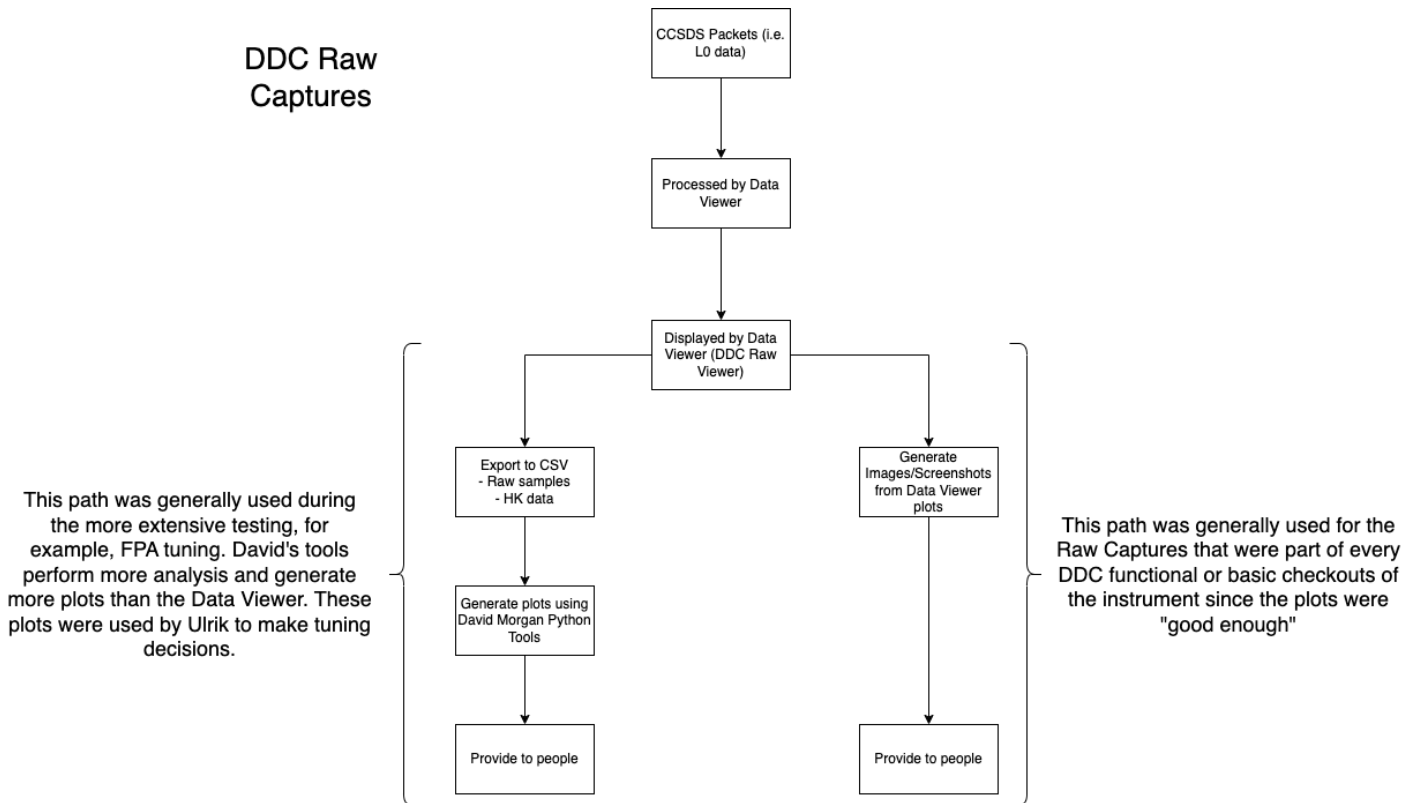 DDC Raw
Captures
CCSDS Packets (i.e.
L0 data)
Processed by Data
Viewer
Displayed by Data
Viewer (DDC Raw
Viewer)
Export to CSV
- Raw samples
- HK data
Generate plots using
David Morgan Python
Tools
Provide to people
Generate
Images/Screenshots
from Data Viewer
plots
Provide to people
This path was generally used during
the more extensive testing, for
example, FPA tuning. David's tools
perform more analysis and generate
more plots than the Data Viewer. These
plots were used by Ulrik to make tuning
decisions.
This path was generally used for the
Raw Captures that were part of every
DDC functional or basic checkouts of
the instrument since the plots were
"good enough"